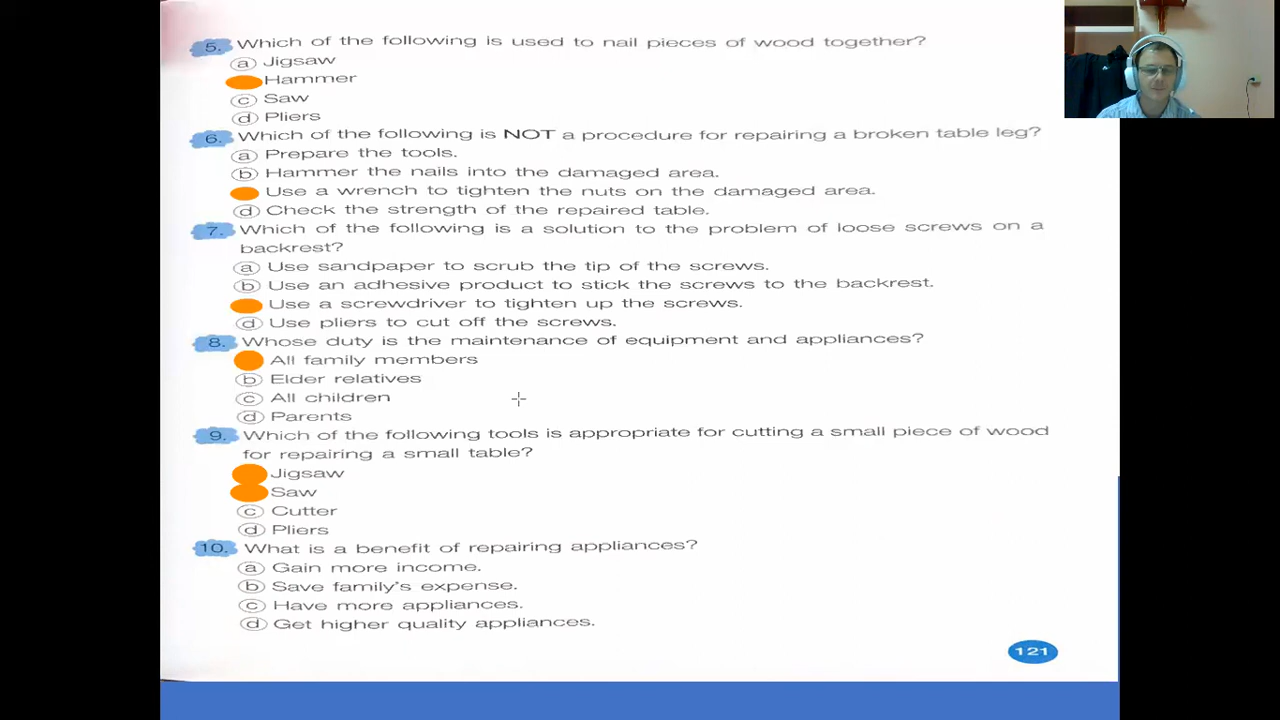 5. Which of the following is used to nail pieces of wood together?
a Jigsaw
Hammer
c Saw
d Pliers
6. Which of the following is NOT a procedure for repairing a broken table leg?
a Prepare the tools.
b Hammer the nails into the damaged area.
Use a wrench to tighten the nuts on the damaged area.
d Check the strength of the repaired table.
7. Which of the following is a solution to the problem of loose screws on a
backrest?
a Use sandpaper to scrub the tip of the screws.
b Use an adhesive product to stick the screws to the backrest.
Use a screwdriver to tighten up the screws.
d Use pliers to cut off the screws.
8. Whose duty is the maintenance of equipment and appliances?
All family members
b Elder relatives
c All children
d Parents
9. Which of the following tools is appropriate for cutting a small piece of wood
for repairing a small table?
Jigsaw
Saw
c Cutter
d Pliers
10. What is a benefit of repairing appliances?
a Gain more income.
b Save family's expense.
c Have more appliances.
d Get higher quality appliances.
121